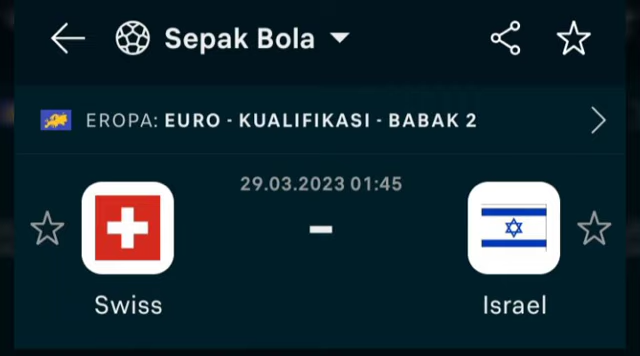 Sepak Bola
EROPA: EURO - KUALIFIKASI - BABAK 2
29.03.2023 01:45
-
Swiss
Israel